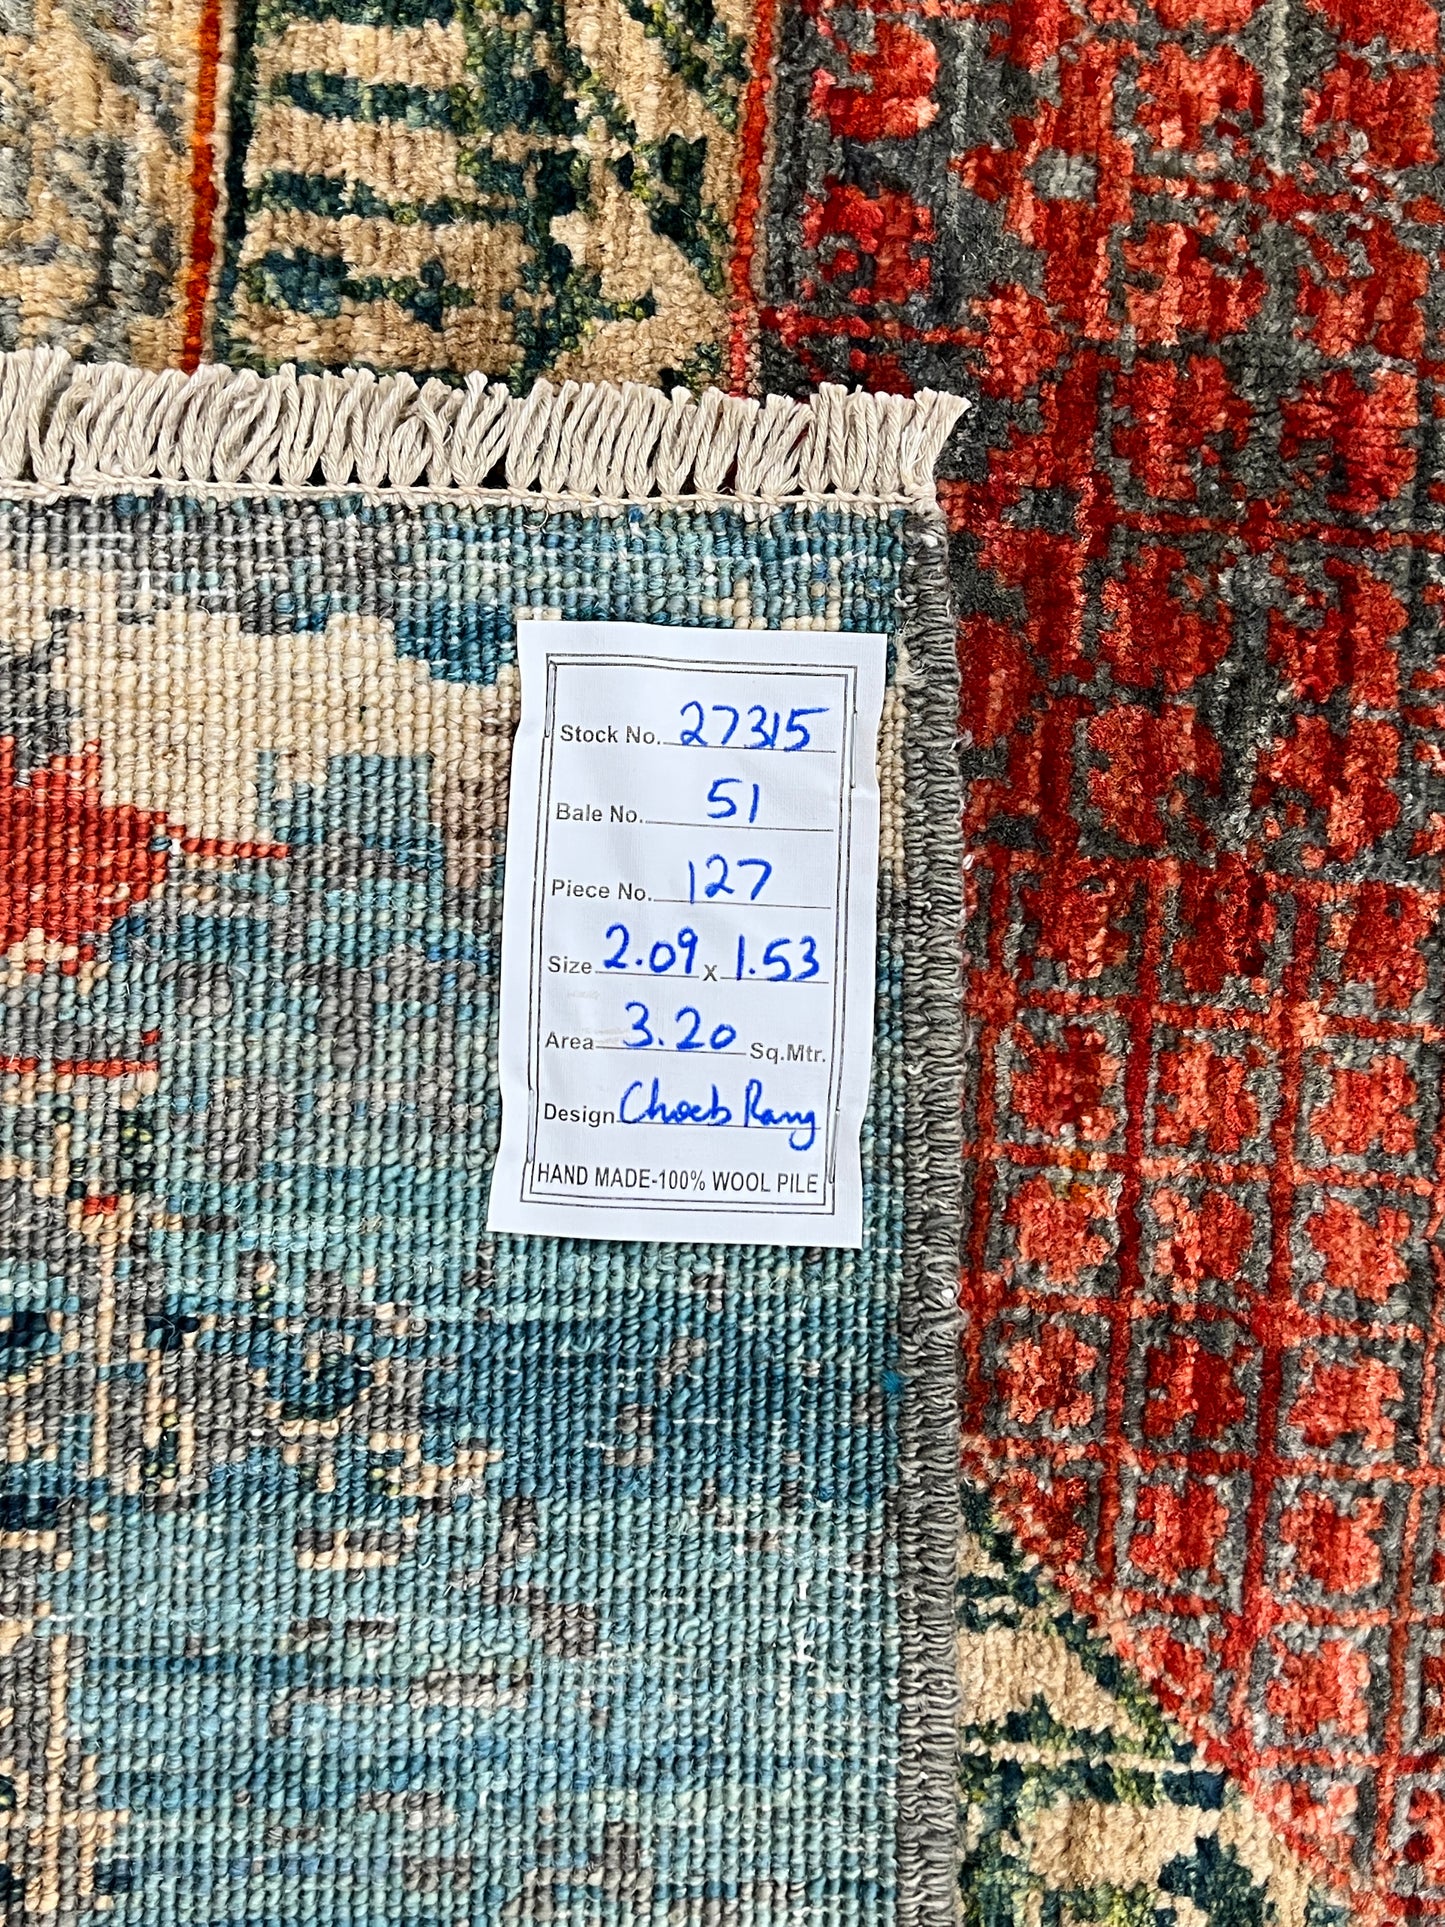 Stock No. 27315
Bale No. 51
Piece No. 127
Size 2.09 x 1.53
Area 3.20 Sq.Mtr.
Design Choeb Rang
HAND MADE-100% WOOL PILE